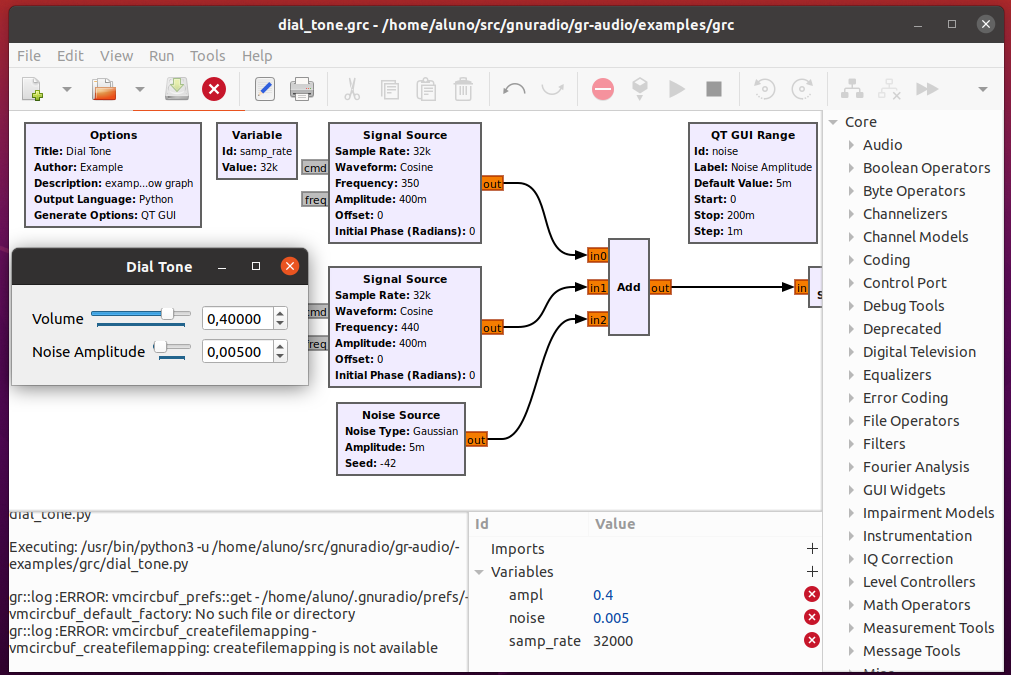 dial_tone.grc - /home/aluno/src/gnuradio/gr-audio/examples/grc
File Edit View Run Tools Help
Options
Title: Dial Tone
Author: Example
Description: examp...ow graph
Output Language: Python
Generate Options: QT GUI
Variable
Id: samp_rate
Value: 32k
cmd
freq
Signal Source
Sample Rate: 32k
Waveform: Cosine
Frequency: 350
Amplitude: 400m
Offset: 0
Initial Phase (Radians): 0
out
QT GUI Range
Id: noise
Label: Noise Amplitude
Default Value: 5m
Start: 0
Stop: 200m
Step: 1m
Dial Tone
Volume 0,40000
Noise Amplitude 0,00500
cmd
freq
Signal Source
Sample Rate: 32k
Waveform: Cosine
Frequency: 440
Amplitude: 400m
Offset: 0
Initial Phase (Radians): 0
out
in0
in1
in2
Add
out
in
S
Noise Source
Noise Type: Gaussian
Amplitude: 5m
Seed: -42
out
dial_tone.py
Executing: /usr/bin/python3 -u /home/aluno/src/gnuradio/gr-audio/-
examples/grc/dial_tone.py
gr::log :ERROR: vmcircbuf_prefs::get - /home/aluno/.gnuradio/prefs/-
vmcircbuf_default_factory: No such file or directory
gr::log :ERROR: vmcircbuf_createfilemapping -
vmcircbuf_createfilemapping: createfilemapping is not available
Id Value
Imports
Variables
ampl 0.4
noise 0.005
samp_rate 32000
Core
Audio
Boolean Operators
Byte Operators
Channelizers
Channel Models
Coding
Control Port
Debug Tools
Deprecated
Digital Television
Equalizers
Error Coding
File Operators
Filters
Fourier Analysis
GUI Widgets
Impairment Models
Instrumentation
IQ Correction
Level Controllers
Math Operators
Measurement Tools
Message Tools